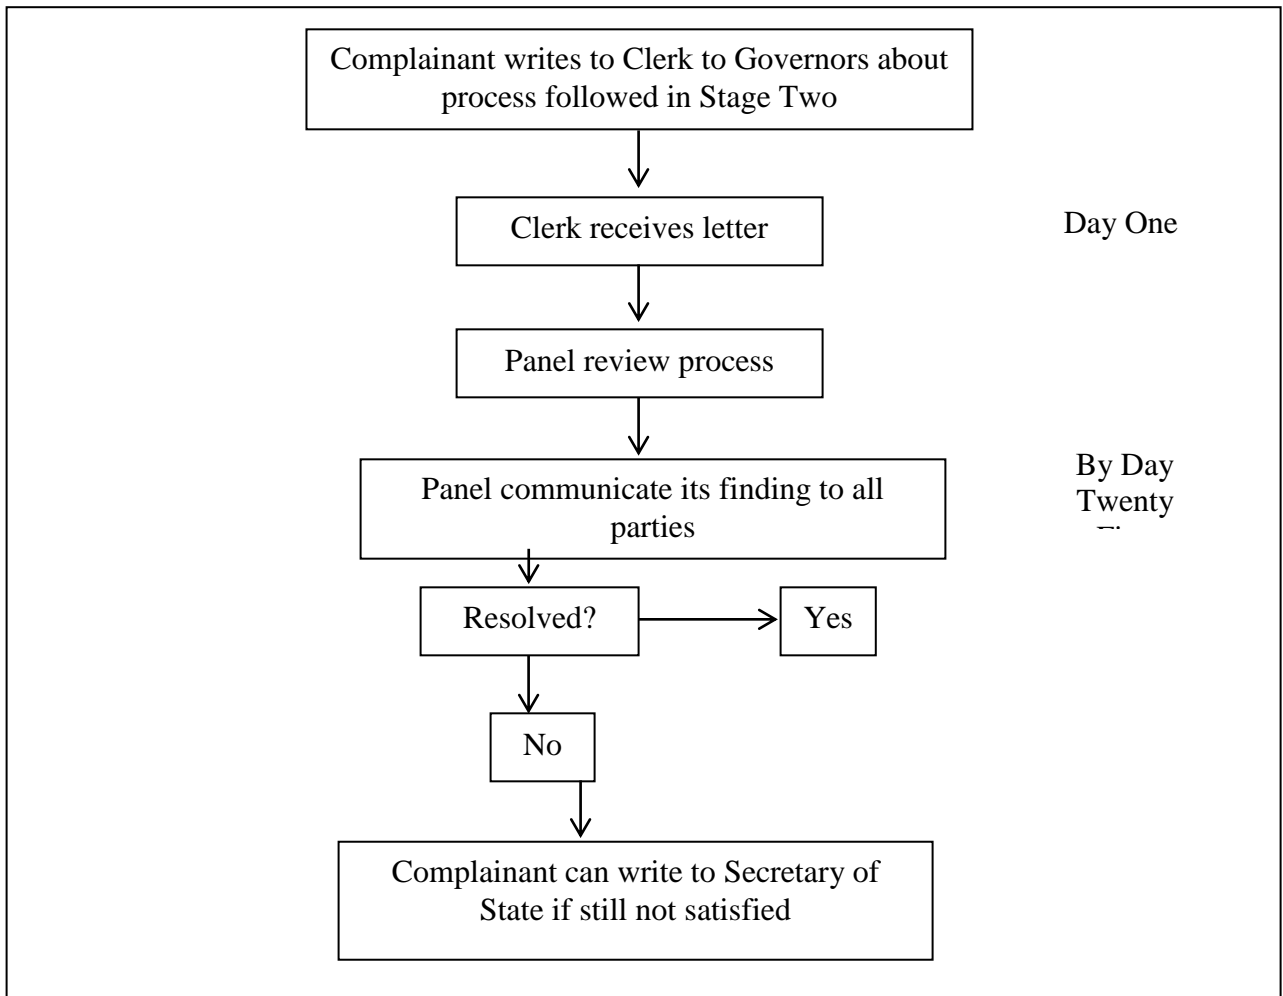 Complainant writes to Clerk to Governors about
process followed in Stage Two
Clerk receives letter
Day One
Panel review process
Panel communicate its finding to all
parties
By Day
Twenty
Resolved?
Yes
No
Complainant can write to Secretary of
State if still not satisfied